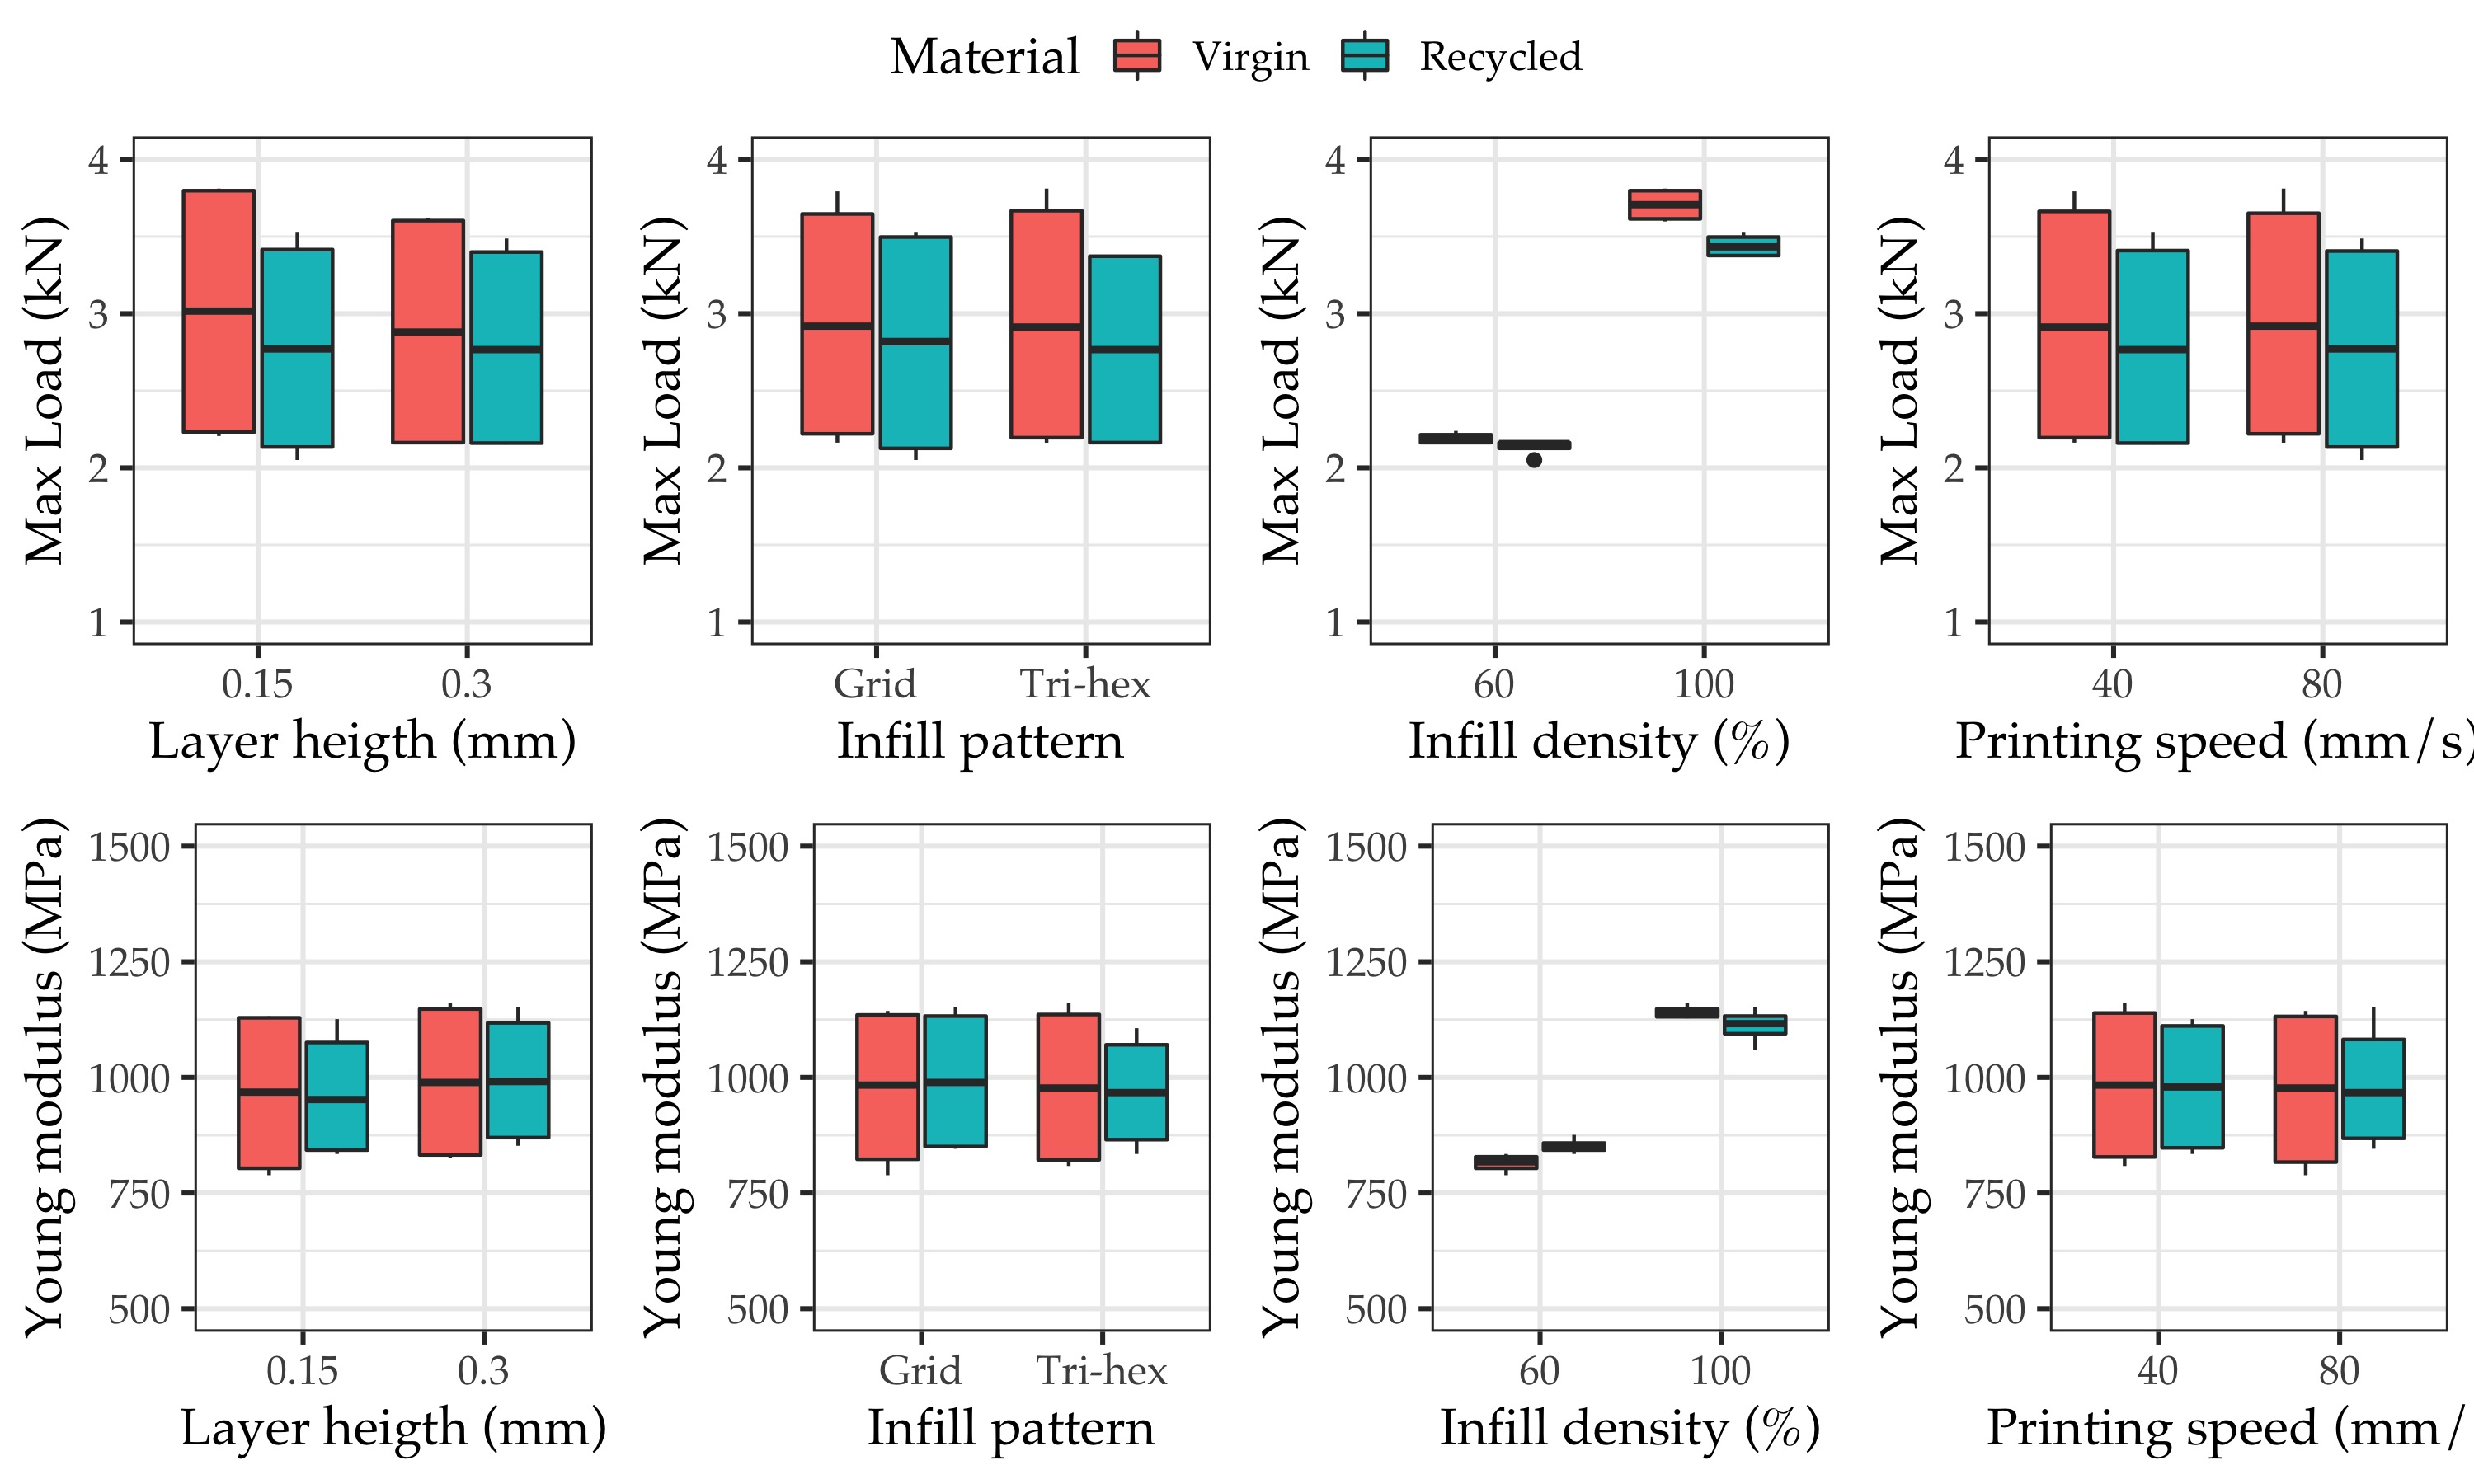 Material Virgin Recycled
Max Load (kN)
4
3
2
1
0.15 0.3
Layer heigth (mm)
Max Load (kN)
4
3
2
1
Grid Tri-hex
Infill pattern
Max Load (kN)
4
3
2
1
60 100
Infill density (%)
Max Load (kN)
4
3
2
1
40 80
Printing speed (mm/s)
Young modulus (MPa)
1500
1250
1000
750
500
0.15 0.3
Layer heigth (mm)
Young modulus (MPa)
1500
1250
1000
750
500
Grid Tri-hex
Infill pattern
Young modulus (MPa)
1500
1250
1000
750
500
60 100
Infill density (%)
Young modulus (MPa)
1500
1250
1000
750
500
40 80
Printing speed (mm/